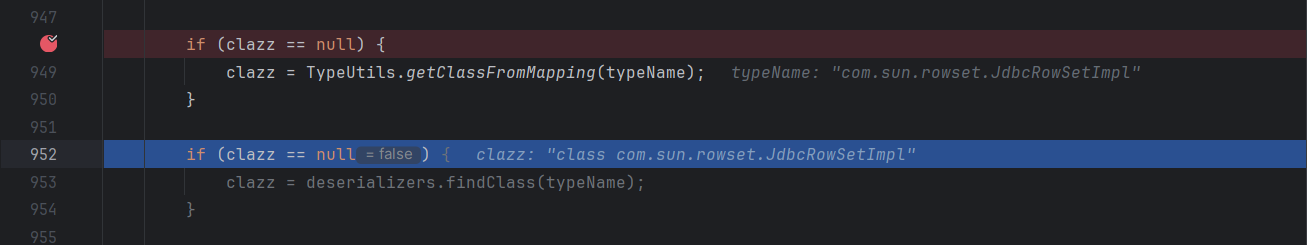 947
if (clazz == null) {
949 clazz = TypeUtils.getClassFromMapping(typeName); typeName: "com.sun.rowset.JdbcRowSetImpl"
950 }
951
952 if (clazz == null = false ) { clazz: "class com.sun.rowset.JdbcRowSetImpl"
953 clazz = deserializers.findClass(typeName);
954 }
955